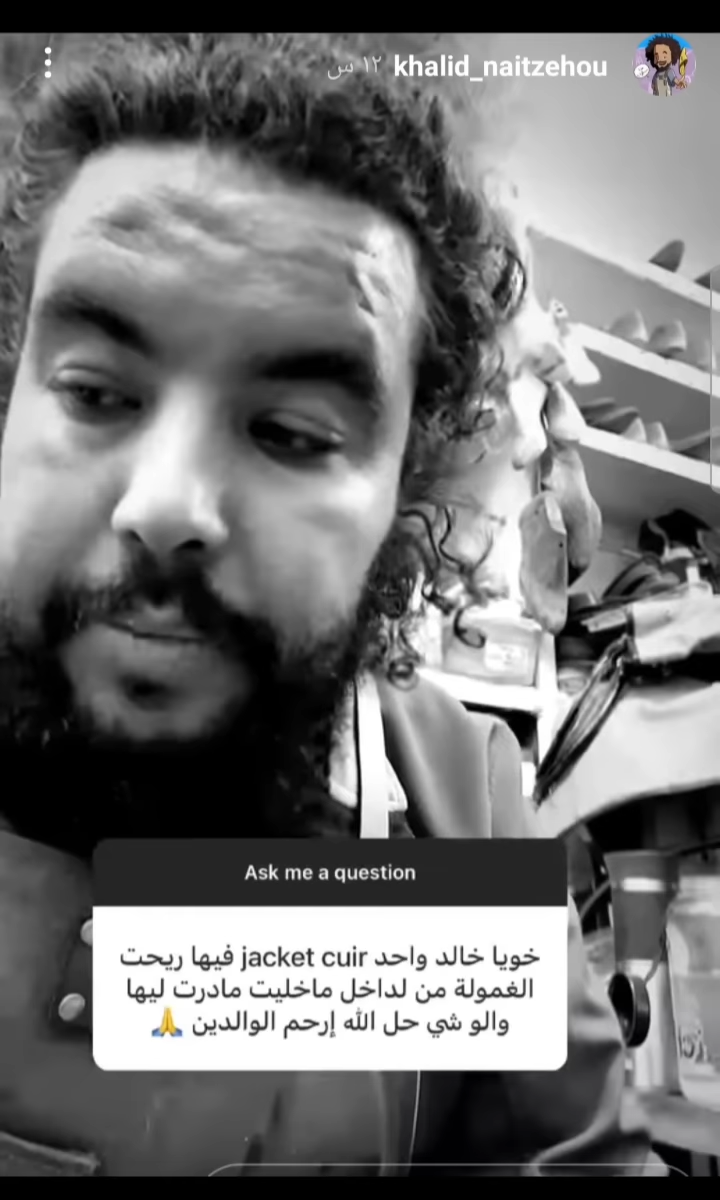 khalid_naitzehou ١٢ س
Ask me a question
خويا خالد واحد jacket cuir فيها ريحت
الغمولة من لداخل ماخليت مادرت ليها
والو شي حل الله إرحم الوالدين 🙏